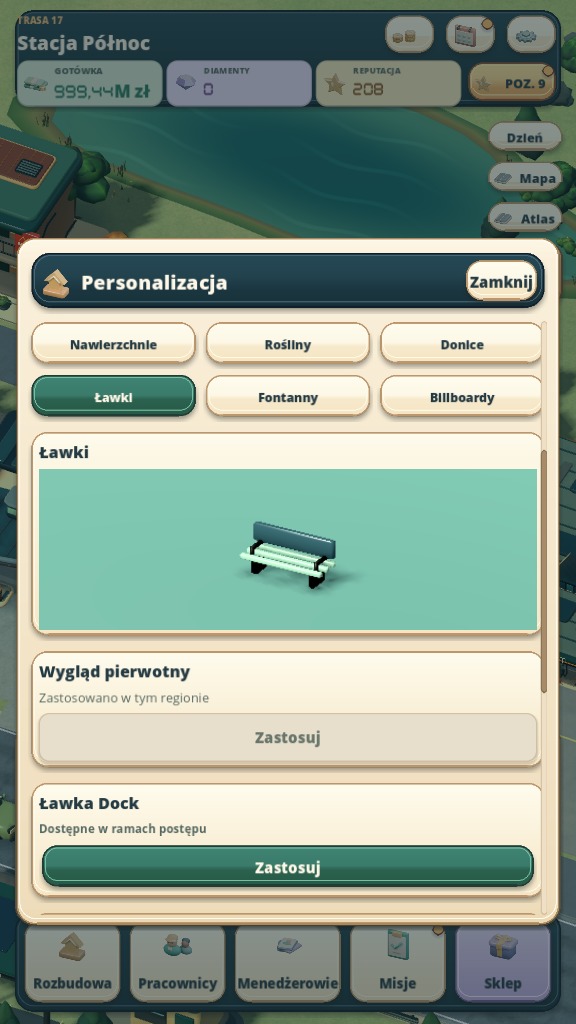 TRASA 17
Stacja Północ
GOTÓWKA
999,44M zł
DIAMENTY
0
REPUTACJA
208
POZ. 9
Dzień
Mapa
Atlas
Personalizacja
Zamknij
Nawierzchnie
Rośliny
Donice
Ławki
Fontanny
Billboardy
Ławki
Wygląd pierwotny
Zastosowano w tym regionie
Zastosuj
Ławka Dock
Dostępne w ramach postępu
Zastosuj
Rozbudowa
Pracownicy
Menedżerowie
Misje
Sklep